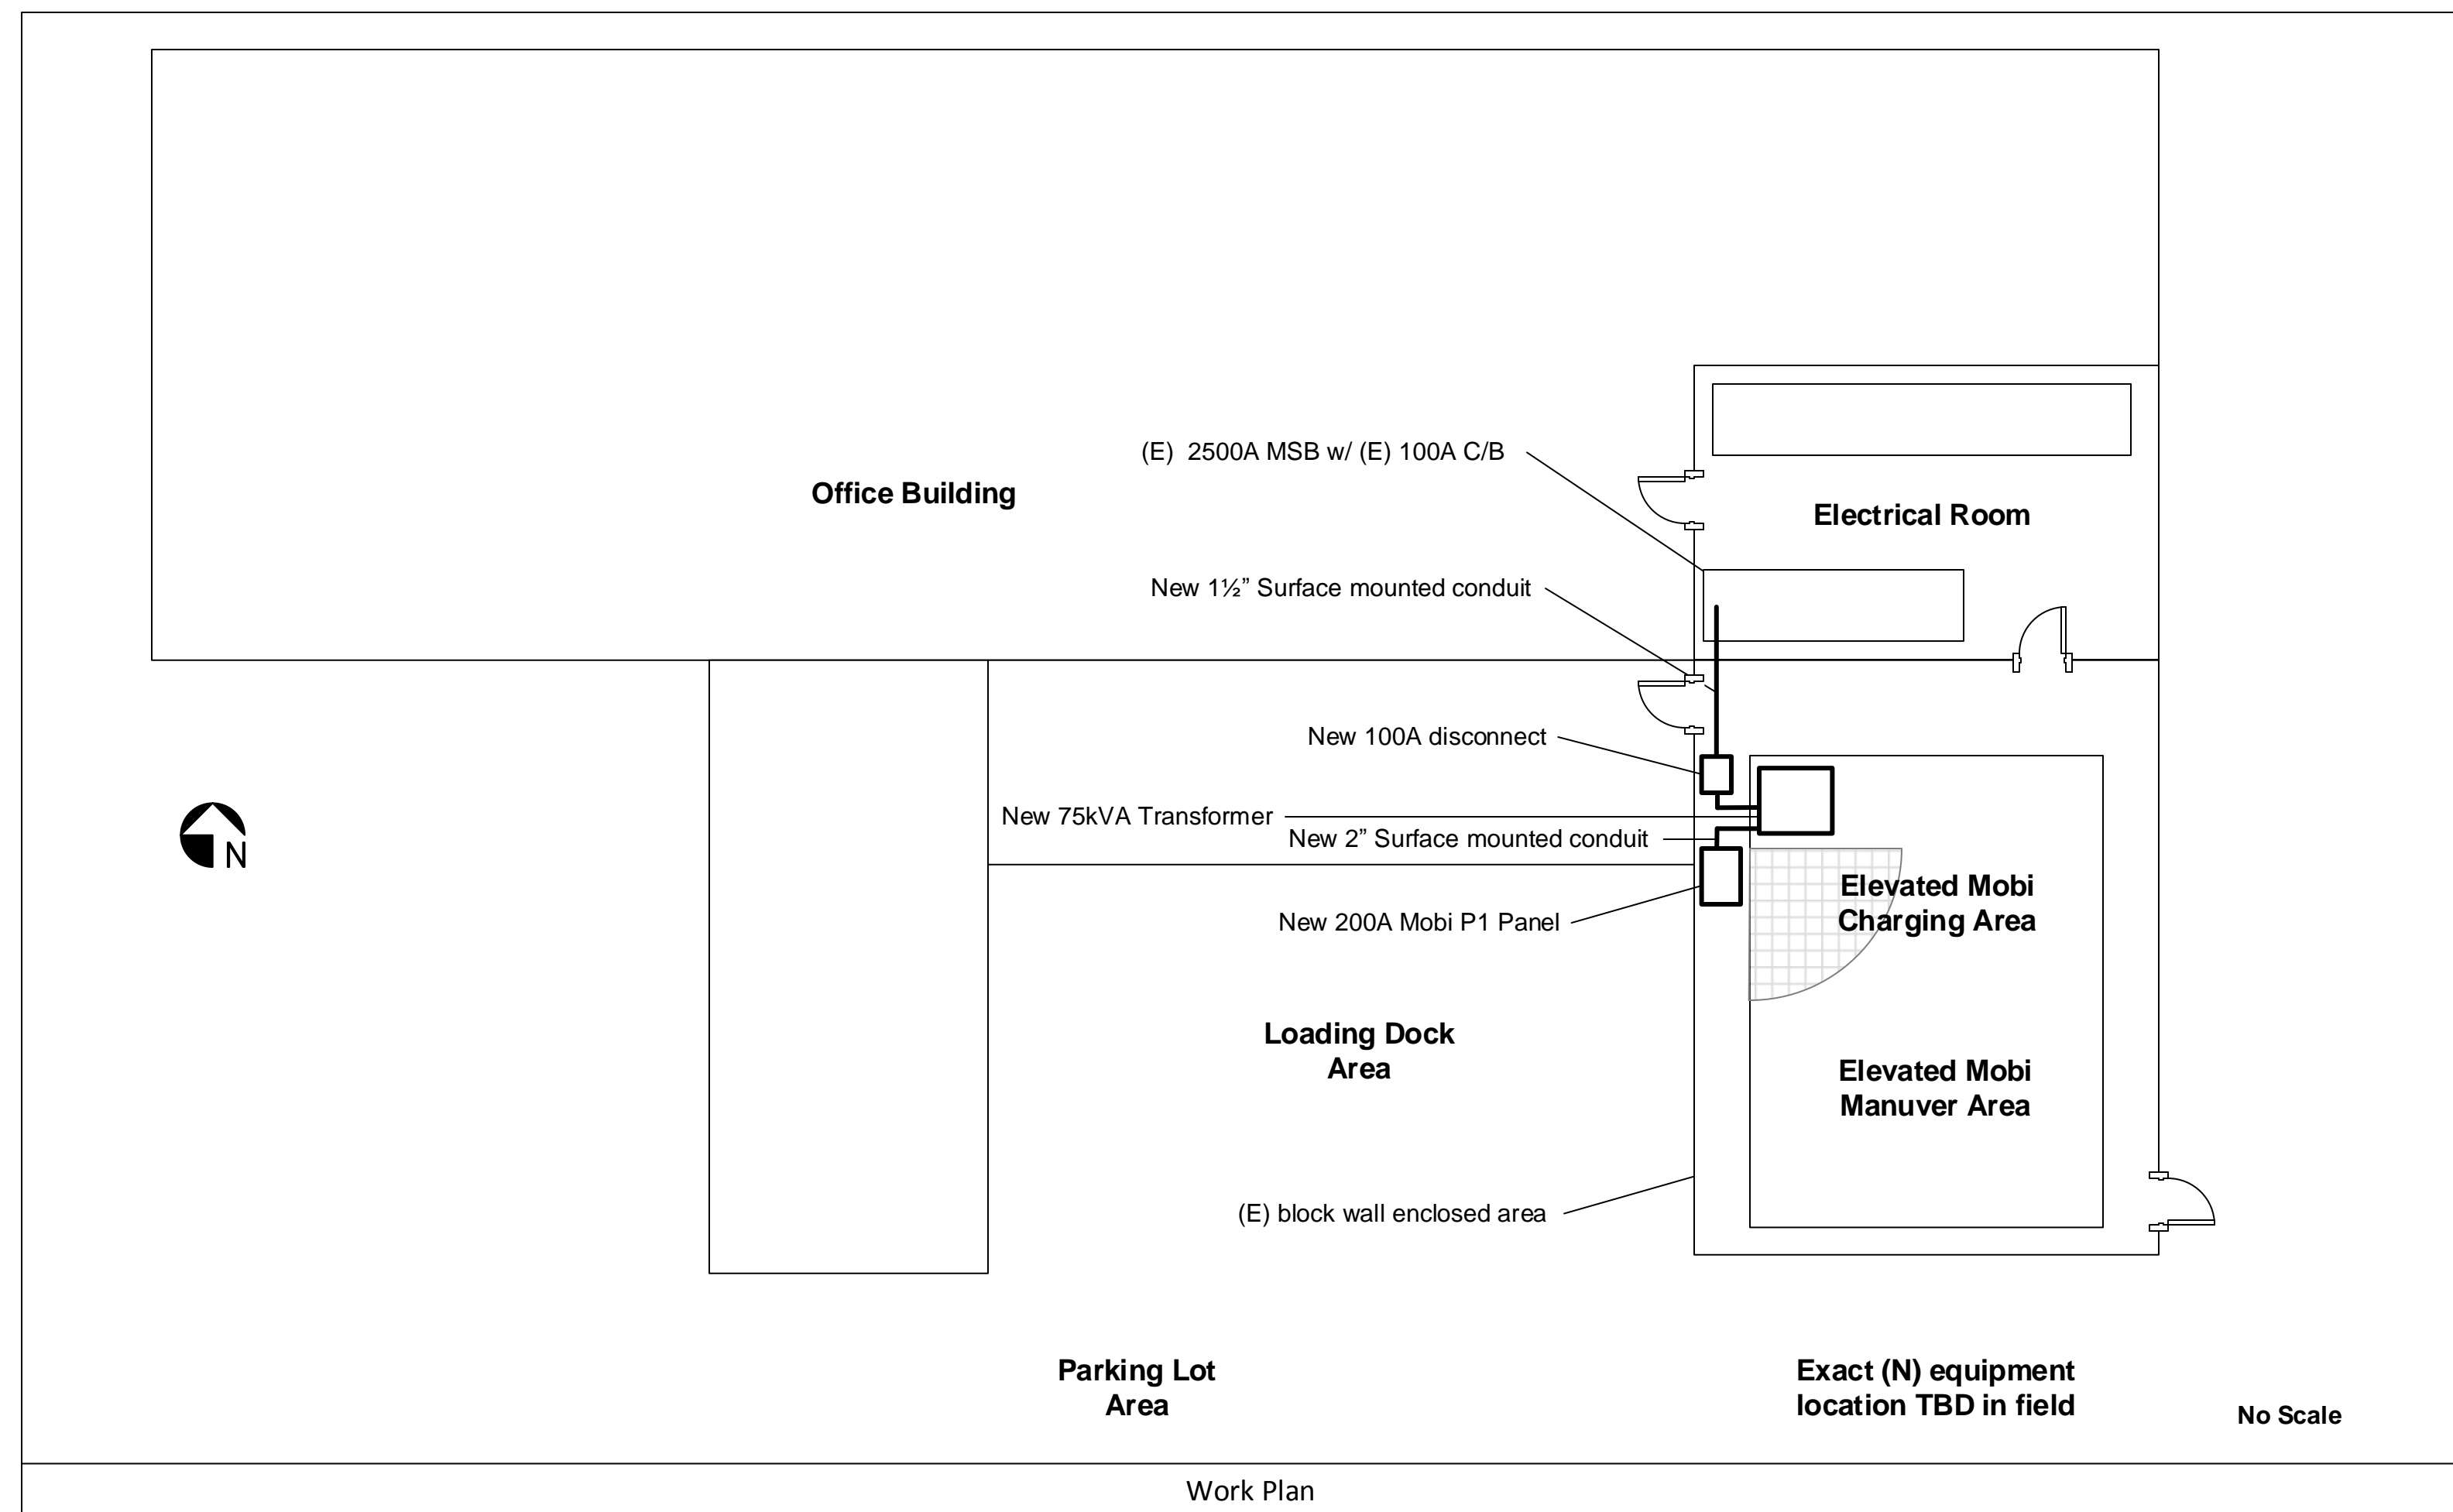 (E)  2500A MSB w/ (E) 100A C/B
Office Building
Electrical Room
New 1½” Surface mounted conduit
New 100A disconnect
New 75kVA Transformer
New 2” Surface mounted conduit
N
Elevated Mobi
Charging Area
New 200A Mobi P1 Panel
Loading Dock
Area
Elevated Mobi
Manuver Area
(E) block wall enclosed area
Parking Lot
Area
Exact (N) equipment
location TBD in field
No Scale
Work Plan